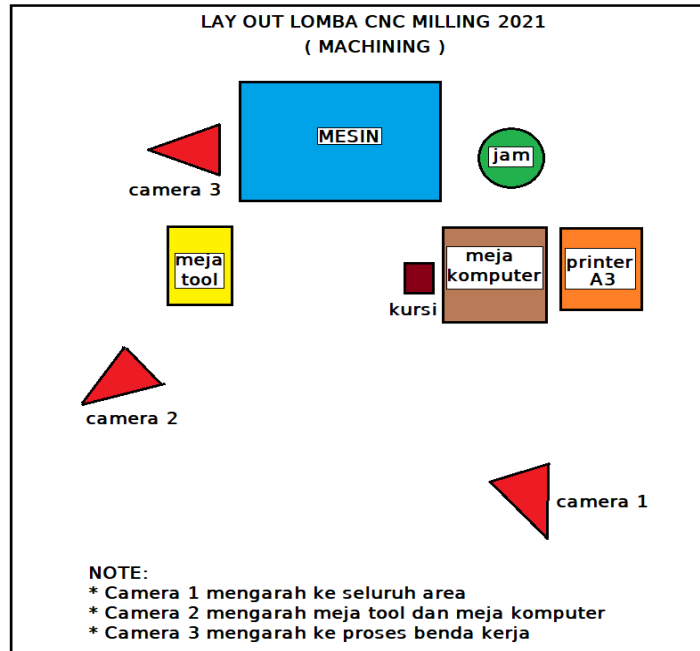 LAY OUT LOMBA CNC MILLING 2021
( MACHINING )
MESIN
jam
camera 3
meja
tool
meja
komputer
printer
A3
kursi
camera 2
camera 1
NOTE:
* Camera 1 mengarah ke seluruh area
* Camera 2 mengarah meja tool dan meja komputer
* Camera 3 mengarah ke proses benda kerja